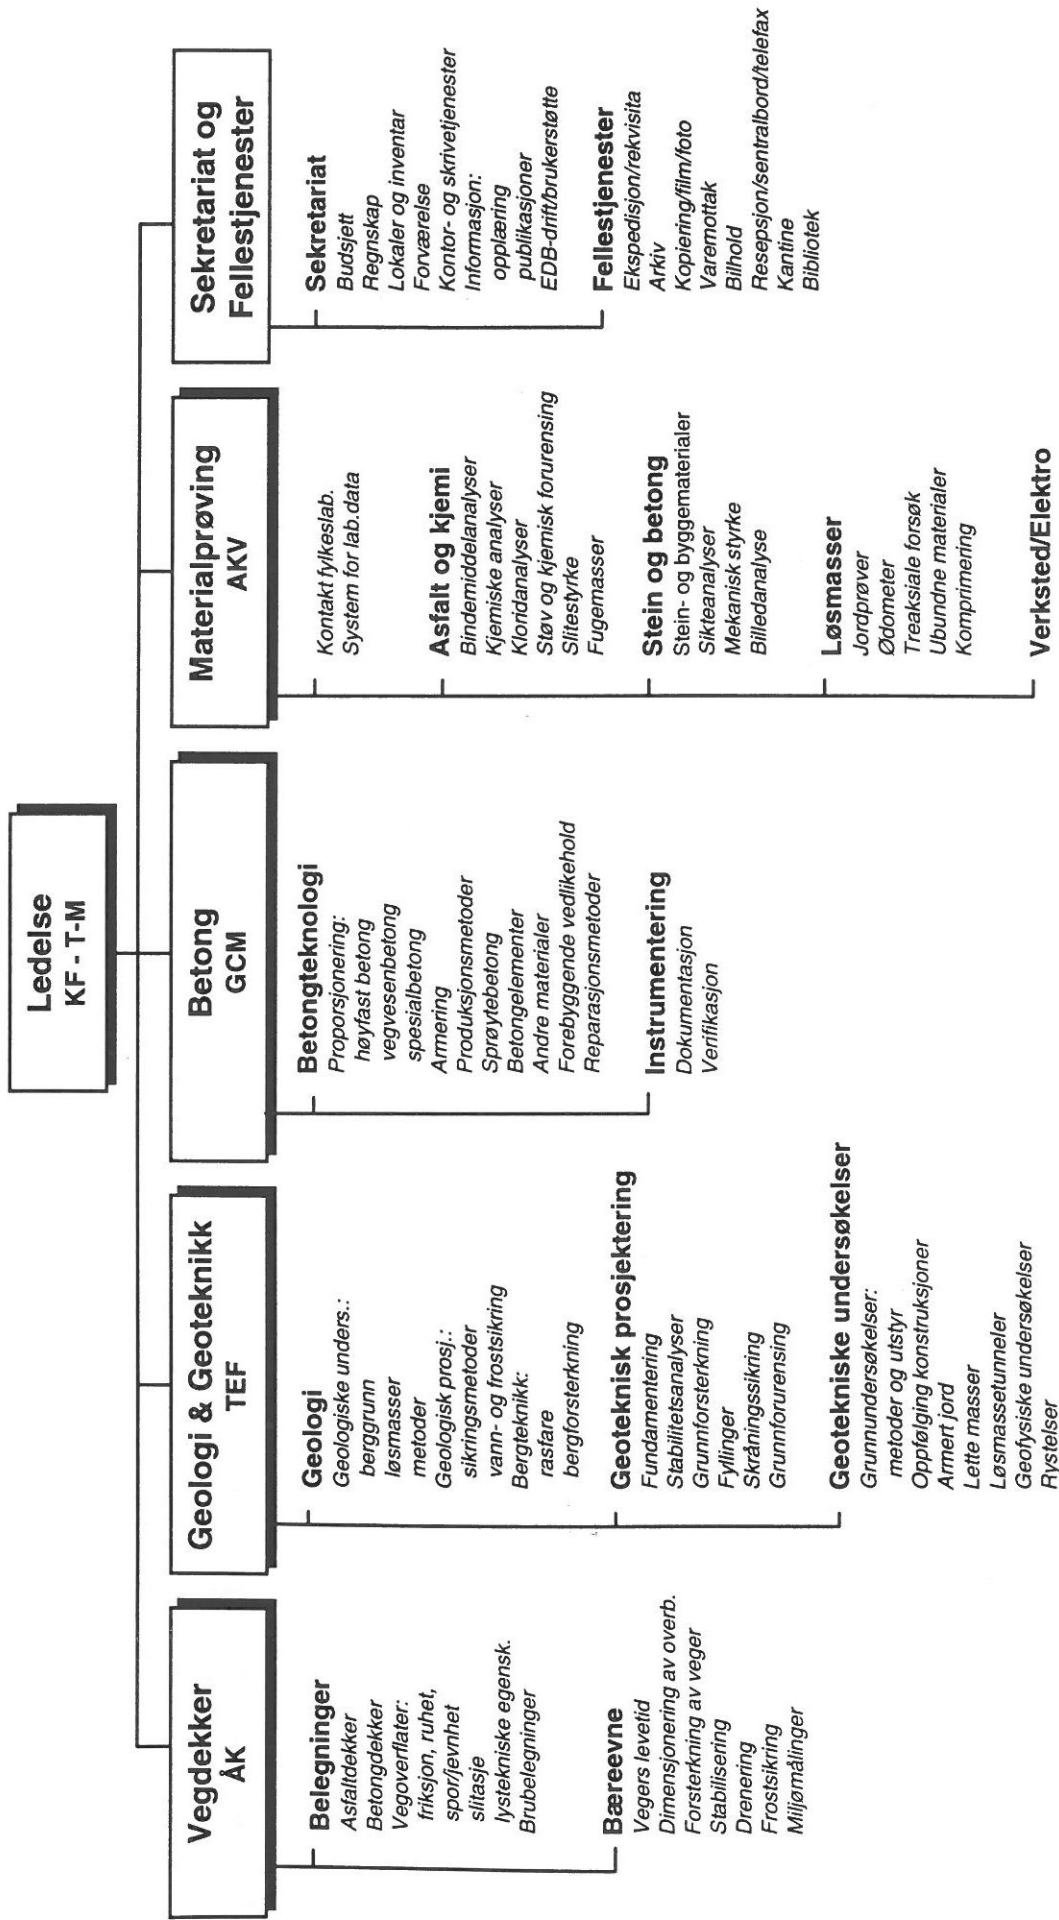 Ledelse
KF - T-M
Vegdekker
ÅK
Belegninger
Asfaltdekker
Betongdekker
Vegoverflater:
friksjon, ruhet,
spor/jevnhet
slitasje
lystekniske egensk.
Brubelegninger
Bæreevne
Vegers levetid
Dimensjonering av overb.
Forsterkning av veger
Stabilisering
Drenering
Frostsikring
Miljømålinger
Geologi & Geoteknikk
TEF
Geologi
Geologiske unders.:
berggrunn
løsmasser
metoder
Geologisk prosj.:
sikringsmetoder
vann- og frostsikring
Bergteknikk:
rasfare
bergforsterkning
Geoteknisk prosjektering
Fundamentering
Stabilitetsanalyser
Grunnforsterkning
Fyllinger
Skråningssikring
Grunnforurensing
Geotekniske undersøkelser
Grunnundersøkelser:
metoder og utstyr
Oppfølging konstruksjoner
Armert jord
Lette masser
Løsmassetunneler
Geofysiske undersøkelser
Rystelser
Betong
GCM
Betongteknologi
Proporsjonering:
høyfast betong
vegvesenbetong
spesialbetong
Armering
Produksjonsmetoder
Sprøytebetong
Betongelementer
Andre materialer
Forebyggende vedlikehold
Reparasjonsmetoder
Instrumentering
Dokumentasjon
Verifikasjon
Materialprøving
AKV
Kontakt fylkeslab.
System for lab.data
Asfalt og kjemi
Bindemiddelanalyser
Kjemiske analyser
Kloridanalyser
Støv og kjemisk forurensing
Slitestyrke
Fugemasser
Stein og betong
Stein- og byggematerialer
Sikteanalyser
Mekanisk styrke
Billedanalyse
Løsmasser
Jordprøver
Ødometer
Treaksiale forsøk
Ubundne materialer
Komprimering
Verksted/Elektro
Sekretariat og
Fellestjenester
Sekretariat
Budsjett
Regnskap
Lokaler og inventar
Forværelse
Kontor- og skrivetjenester
Informasjon:
opplæring
publikasjoner
EDB-drift/brukerstøtte
Fellestjenester
Ekspedisjon/rekvisita
Arkiv
Kopiering/film/foto
Varemottak
Bilhold
Resepsjon/sentralbord/telefax
Kantine
Bibliotek